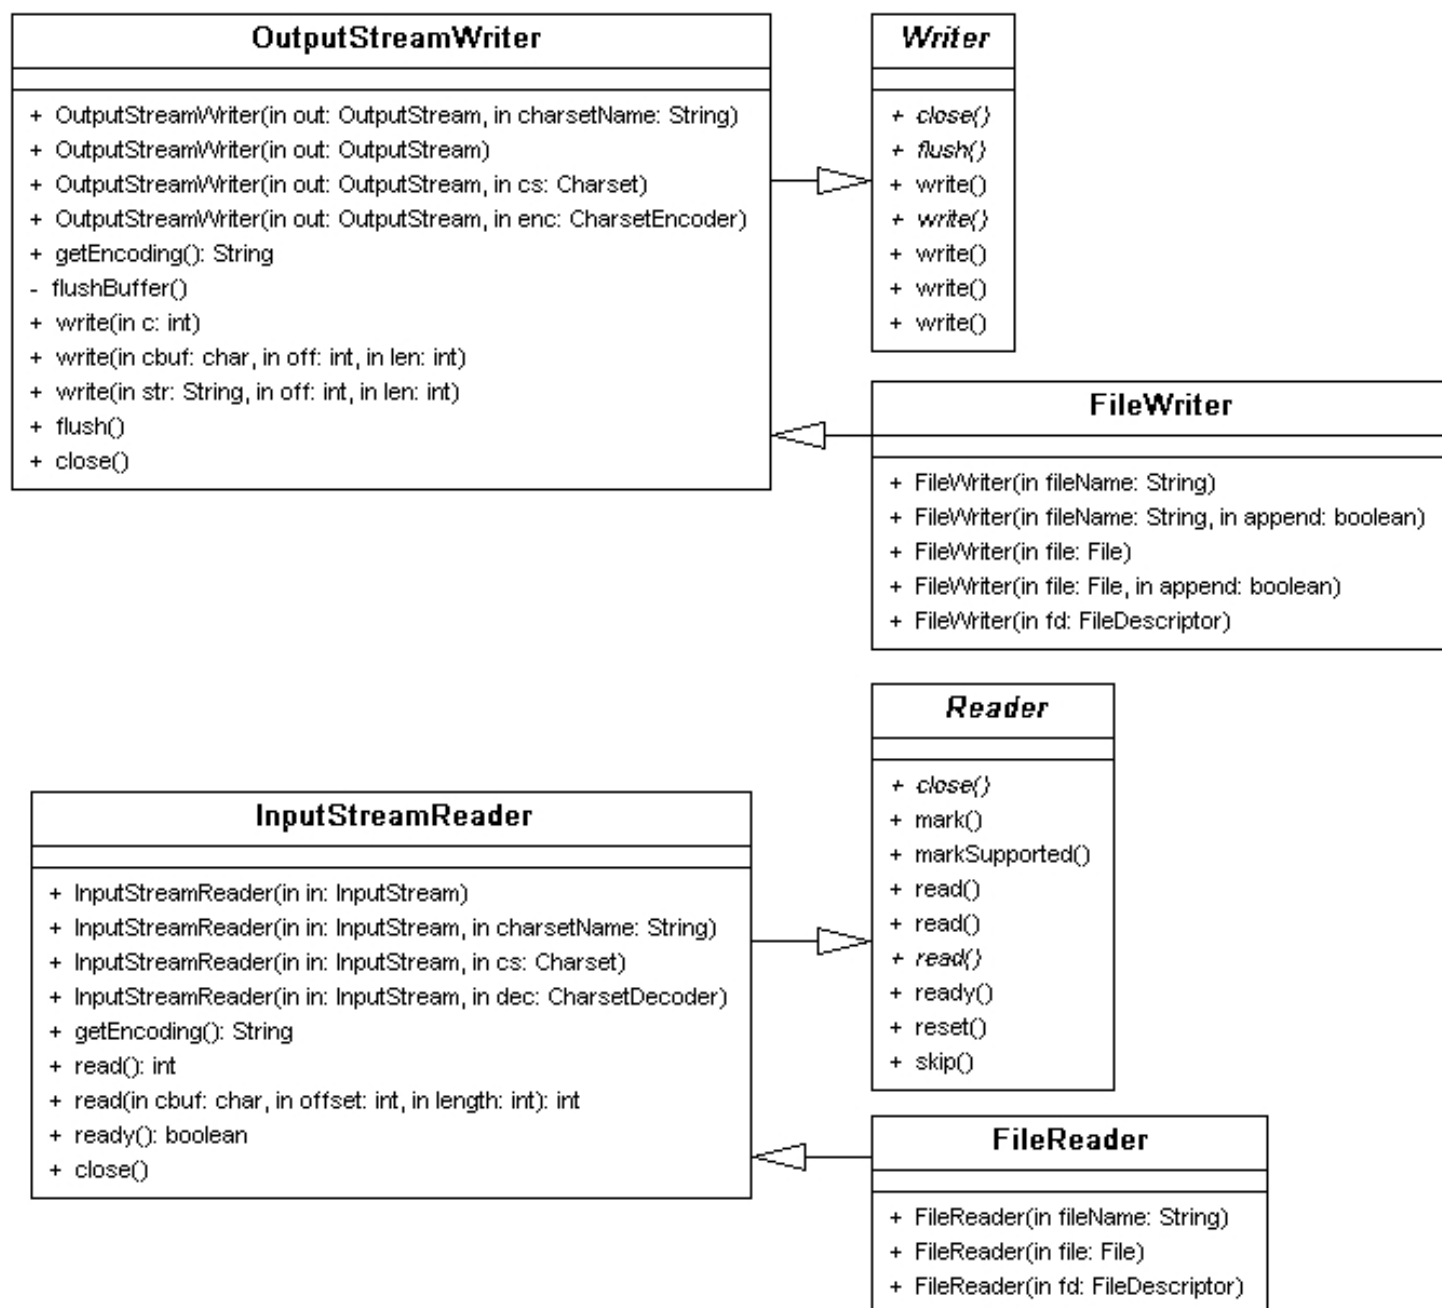 OutputStreamWriter
+ OutputStreamWriter(in out: OutputStream, in charsetName: String)
+ OutputStreamWriter(in out: OutputStream)
+ OutputStreamWriter(in out: OutputStream, in cs: Charset)
+ OutputStreamWriter(in out: OutputStream, in enc: CharsetEncoder)
+ getEncoding(): String
- flushBuffer()
+ write(in c: int)
+ write(in cbuf: char, in off: int, in len: int)
+ write(in str: String, in off: int, in len: int)
+ flush()
+ close()
Writer
+ close()
+ flush()
+ write()
+ write()
+ write()
+ write()
+ write()
FileWriter
+ FileWriter(in fileName: String)
+ FileWriter(in fileName: String, in append: boolean)
+ FileWriter(in file: File)
+ FileWriter(in file: File, in append: boolean)
+ FileWriter(in fd: FileDescriptor)
Reader
+ close()
+ mark()
+ markSupported()
+ read()
+ read()
+ read()
+ ready()
+ reset()
+ skip()
InputStreamReader
+ InputStreamReader(in in: InputStream)
+ InputStreamReader(in in: InputStream, in charsetName: String)
+ InputStreamReader(in in: InputStream, in cs: Charset)
+ InputStreamReader(in in: InputStream, in dec: CharsetDecoder)
+ getEncoding(): String
+ read(): int
+ read(in cbuf: char, in offset: int, in length: int): int
+ ready(): boolean
+ close()
FileReader
+ FileReader(in fileName: String)
+ FileReader(in file: File)
+ FileReader(in fd: FileDescriptor)